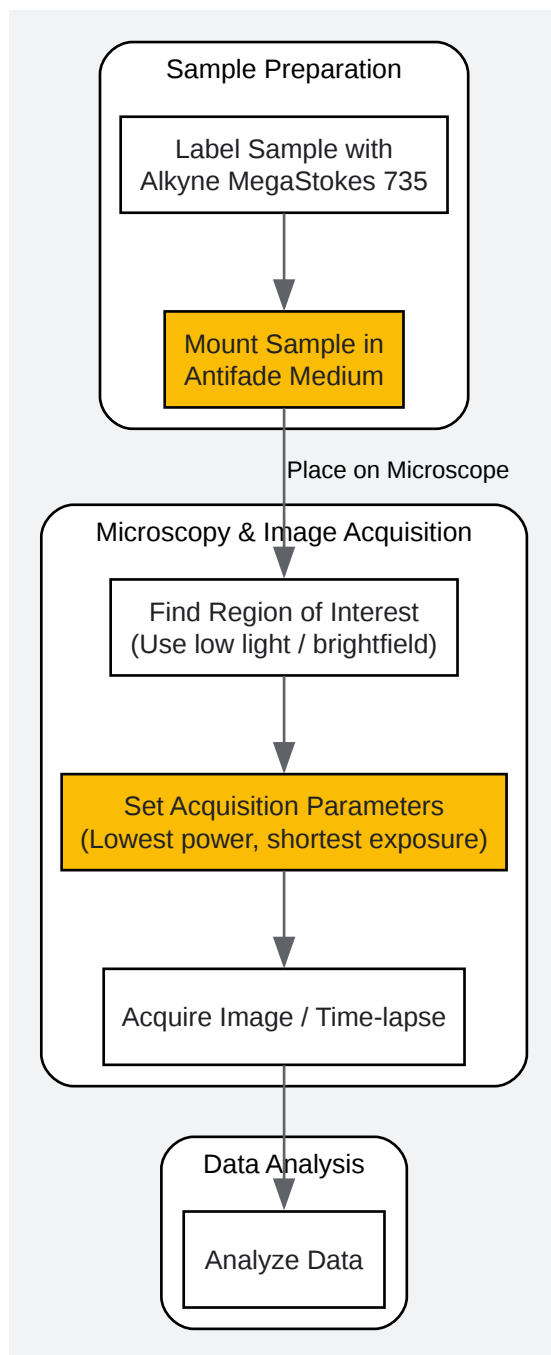 Sample Preparation
Label Sample with
Alkyne MegaStokes 735
Mount Sample in
Antifade Medium
Place on Microscope
Microscopy & Image Acquisition
Find Region of Interest
(Use low light / brightfield)
Set Acquisition Parameters
(Lowest power, shortest exposure)
Acquire Image / Time-lapse
Data Analysis
Analyze Data